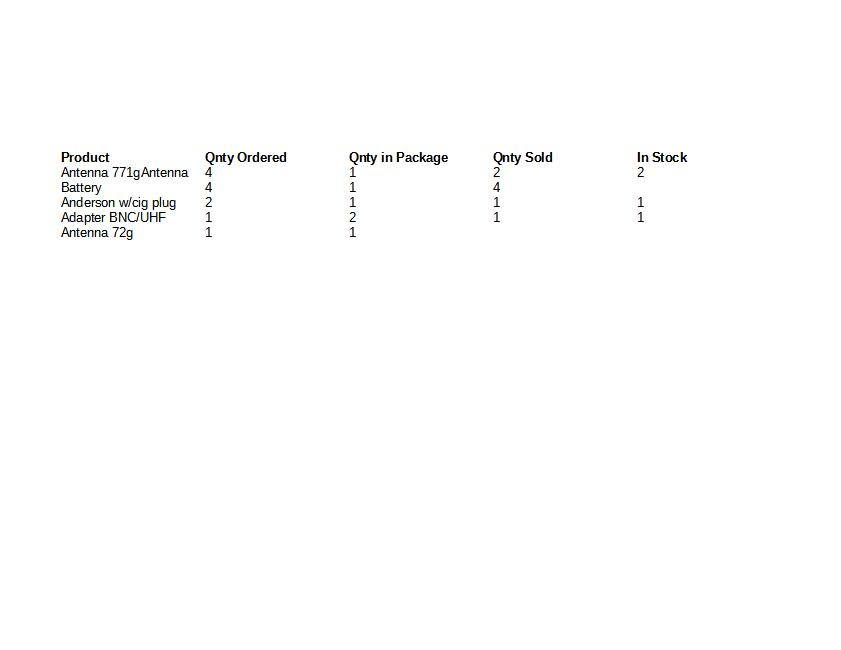 Product Qnty Ordered Qnty in Package Qnty Sold In Stock
Antenna 771gAntenna 4 1 2 2
Battery 4 1 4
Anderson w/cig plug 2 1 1 1
Adapter BNC/UHF 1 2 1 1
Antenna 72g 1 1